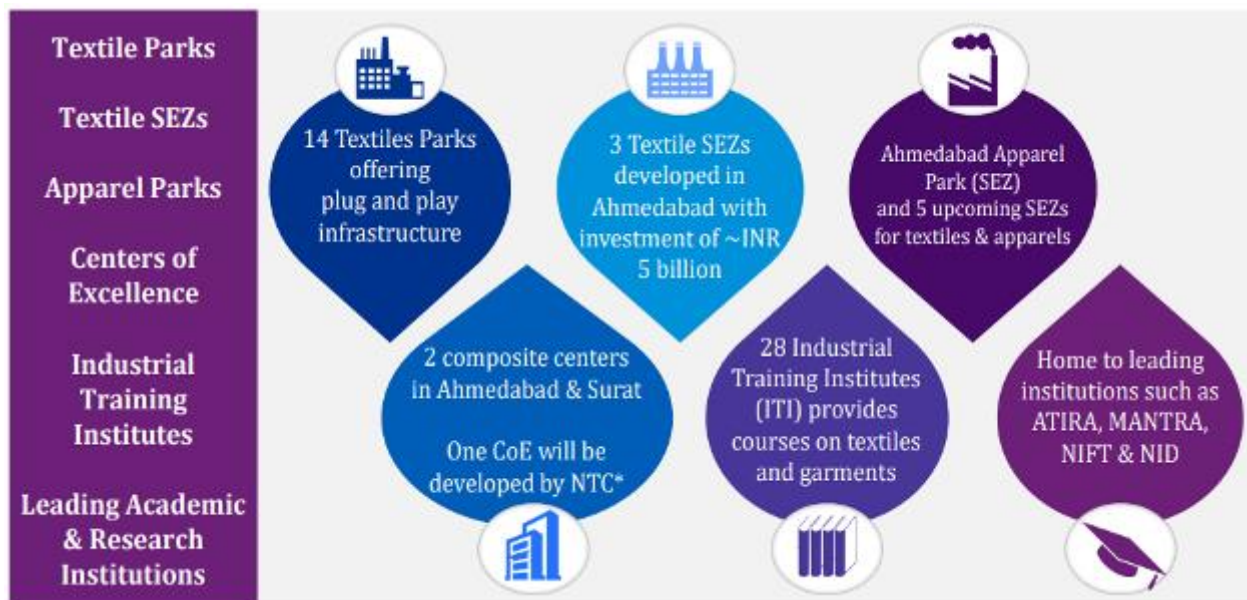 Textile Parks
Textile SEZs
Apparel Parks
Centers of
Excellence
Industrial
Training
Institutes
Leading Academic
& Research
Institutions
14 Textiles Parks
offering
plug and play
infrastructure
3 Textile SEZs
developed in
Ahmedabad with
investment of ~INR
5 billion
Ahmedabad Apparel
Park (SEZ)
and 5 upcoming SEZs
for textiles & apparels
2 composite centers
in Ahmedabad & Surat
One CoE will be
developed by NTC*
28 Industrial
Training Institutes
(ITI) provides
courses on textiles
and garments
Home to leading
institutions such as
ATIRA, MANTRA,
NIFT & NID